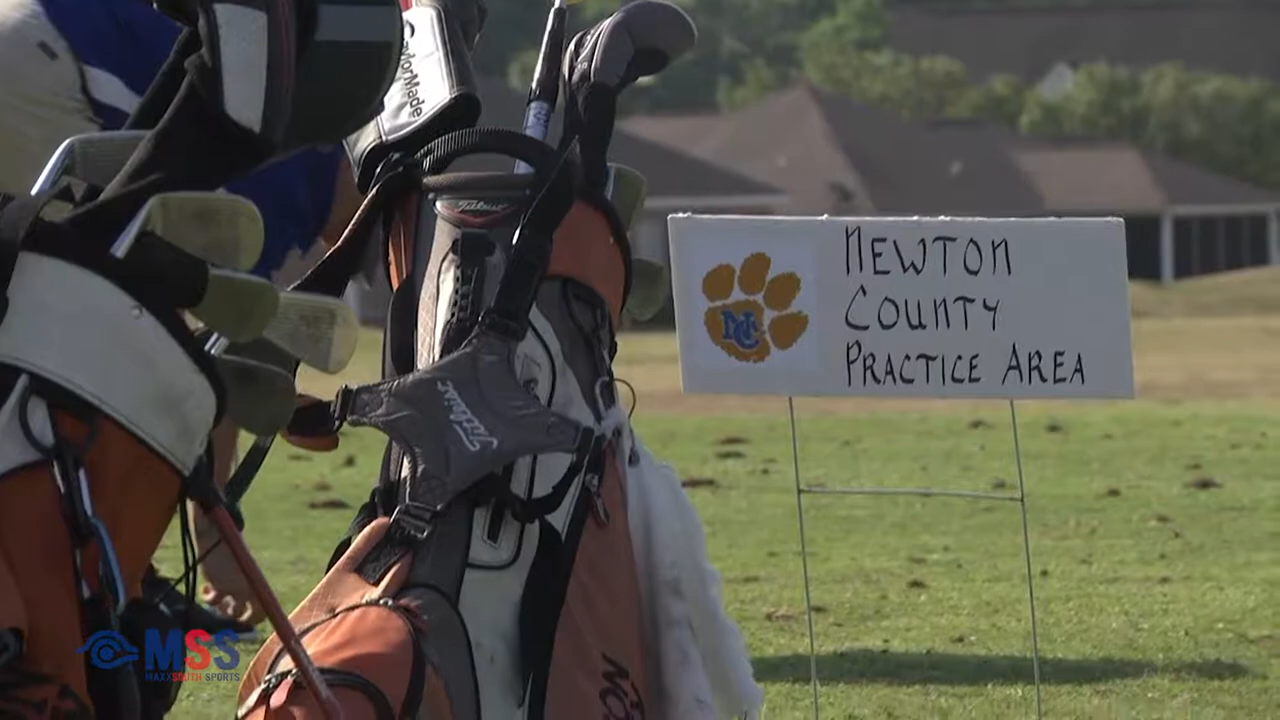 TaylorMade
Titleist
Titleist
NC
NEWTON
COUNTY
PRACTICE AREA
MSS
MAXXSOUTH SPORTS